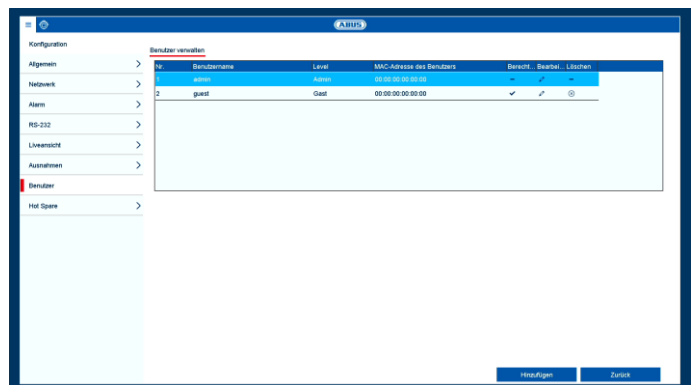 ABUS
Konfiguration
Benutzer verwalten
Allgemein
Netzwerk
Alarm
RS-232
Liveansicht
Ausnahmen
Benutzer
Hot Spare
Nr. Benutzername Level MAC-Adresse des Benutzers Berecht... Bearbei... Löschen
1 admin Admin 00:00:00:00:00:00
2 guest Gast 00:00:00:00:00:00
Hinzufügen Zurück